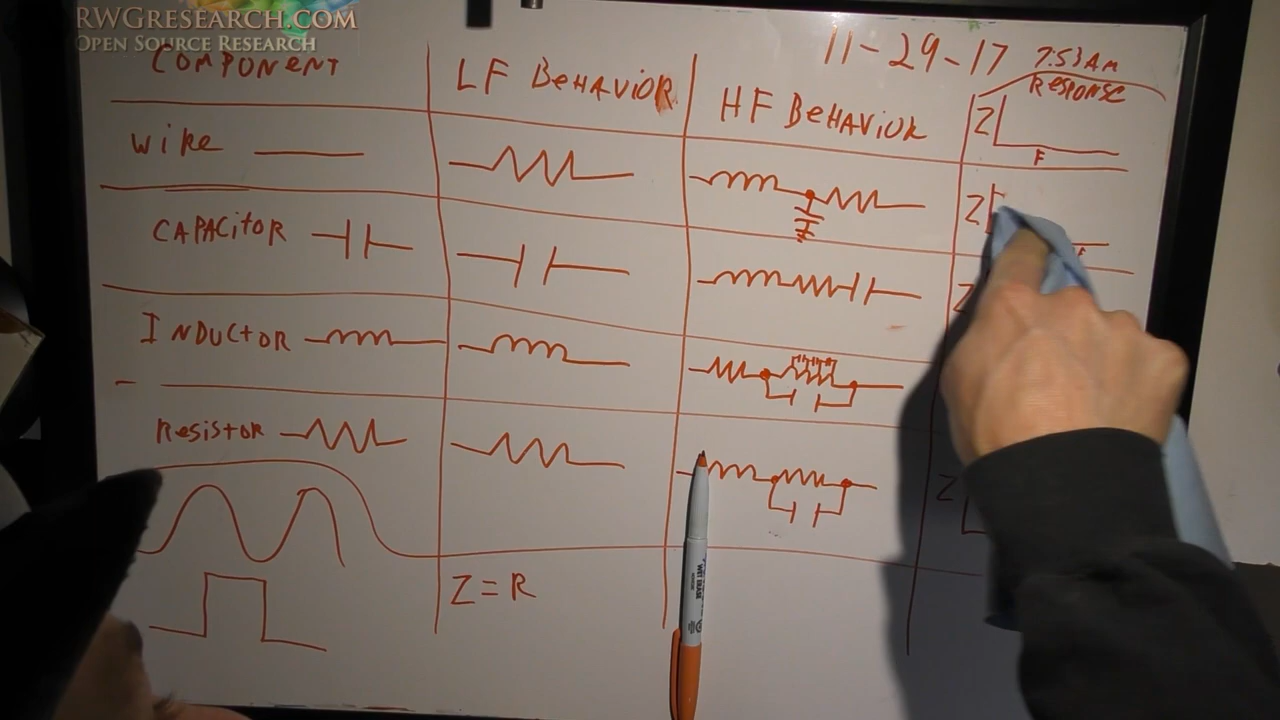 RWGRESEARCH.COM
OPEN SOURCE RESEARCH
11-29-17 7:53AM
COMPONENT
LF BEHAVIOR
HF BEHAVIOR
RESPONSE
Z
F
WIRE
Z
F
CAPACITOR
Z
INDUCTOR
RESISTOR
Z
Z=R